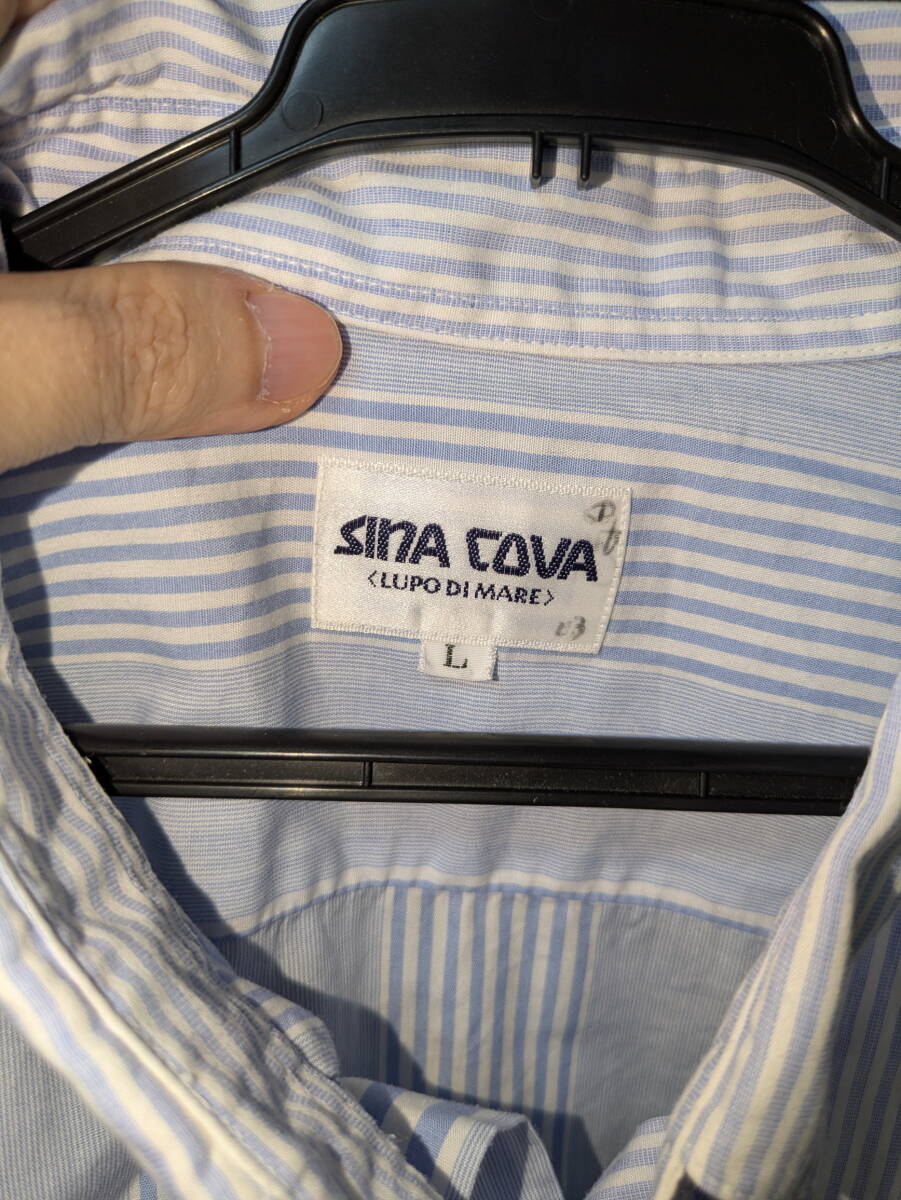 SINA COVA
<LUPO DI MARE>
L